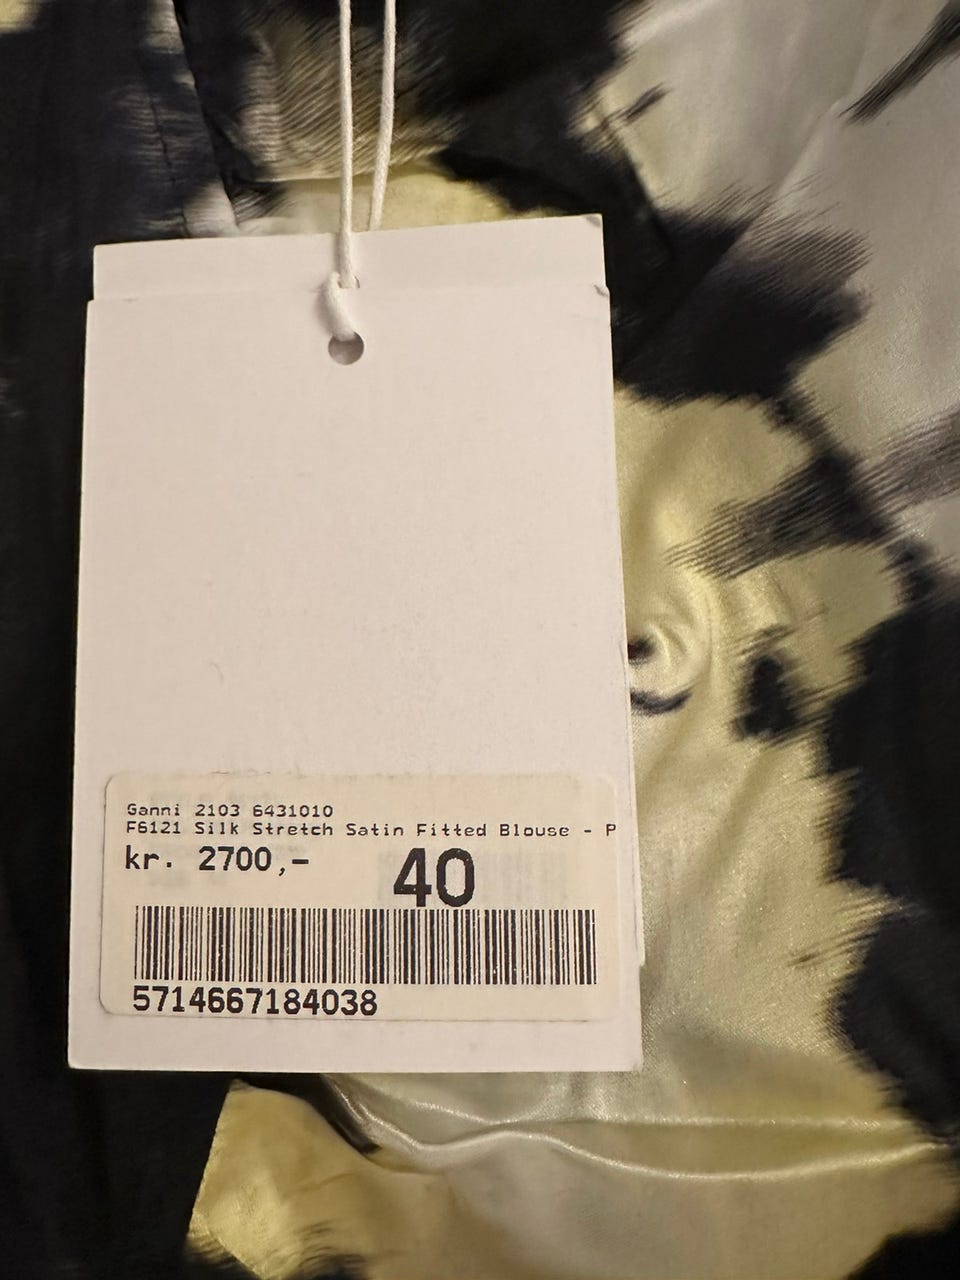 Ganni 2103 6431010
F6121 Silk Stretch Satin Fitted Blouse - P
kr. 2700,-
40
5714667184038